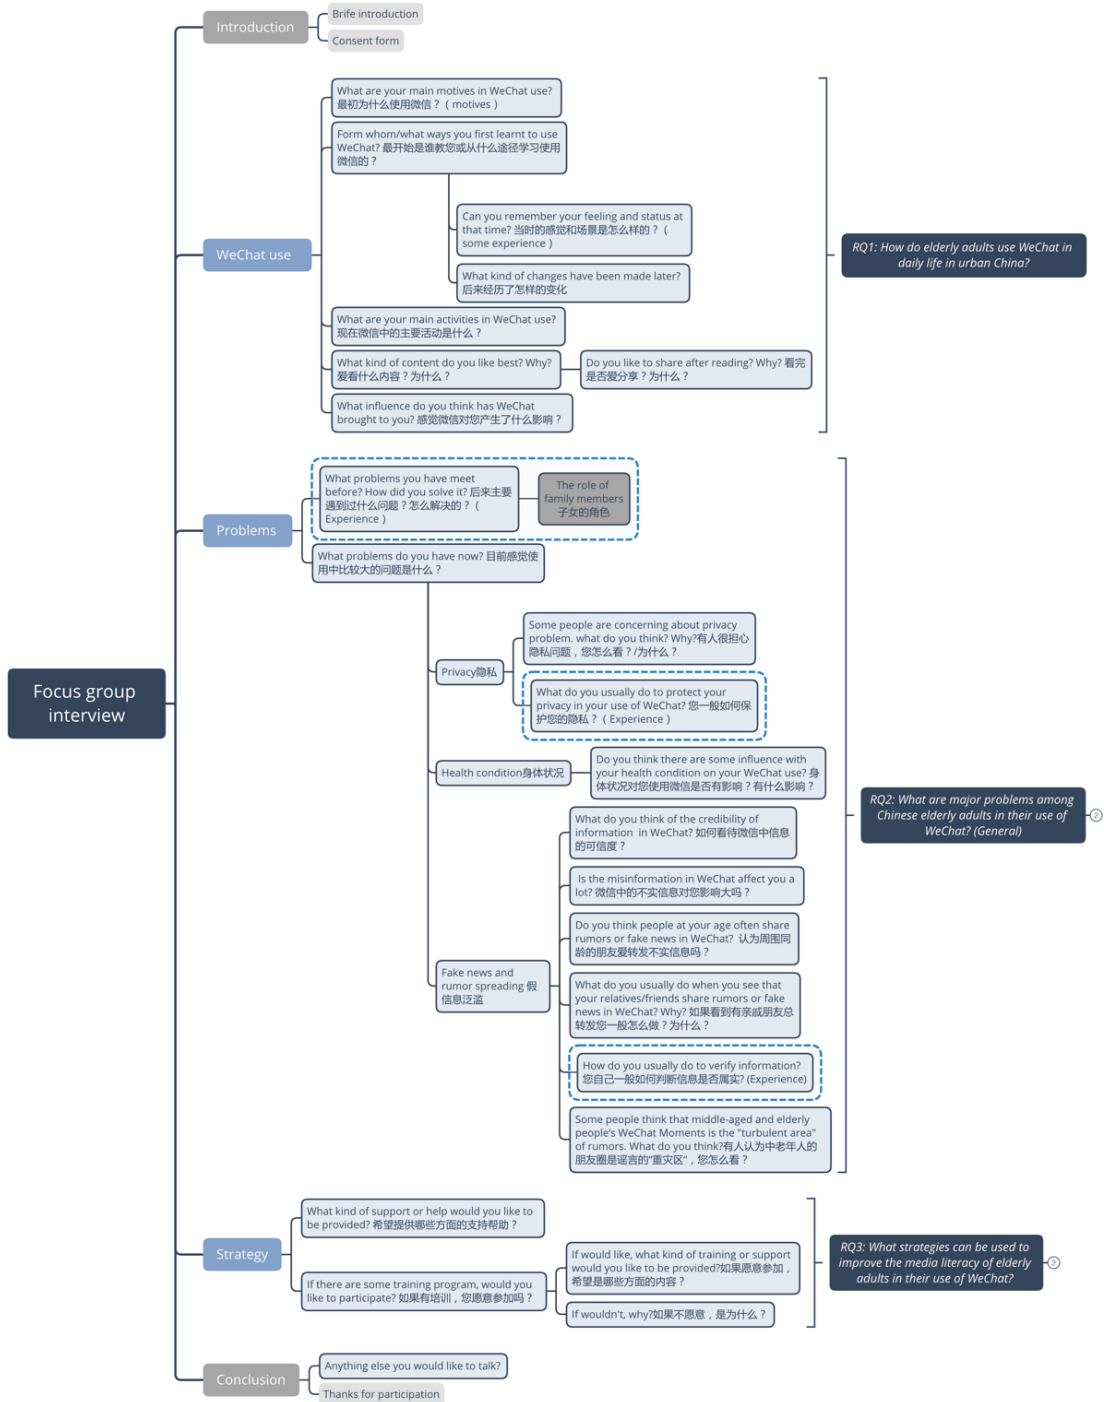 Introduction
Brife introduction
Consent form
What are your main motives in WeChat use?
最初为什么使用微信？（ motives ）
Form whom/what ways you first learnt to use
WeChat? 最开始是谁教您或从什么途径学习使用
微信的？
Can you remember your feeling and status at
that time? 当时的感觉和场景是怎么样的？（
some experience ）
What kind of changes have been made later?
后来经历了怎样的变化
WeChat use
What are your main activities in WeChat use?
现在微信中的主要活动是什么？
What kind of content do you like best? Why?
爱看什么内容？为什么？
Do you like to share after reading? Why? 看完
是否爱分享？为什么？
What influence do you think has WeChat
brought to you? 感觉微信对您产生了什么影响？
RQ1: How do elderly adults use WeChat in
daily life in urban China?
Problems
What problems you have meet
before? How did you solve it? 后来主要
遇到过什么问题？怎么解决的？（
Experience ）
The role of
family members
子女的角色
What problems do you have now? 目前感觉使
用中比较大的问题是什么？
Focus group
interview
Privacy隐私
Some people are concerning about privacy
problem. what do you think? Why?有人很担心
隐私问题，您怎么看？/为什么？
What do you usually do to protect your
privacy in your use of WeChat? 您一般如何保
护您的隐私？（ Experience ）
Health condition身体状况
Do you think there are some influence with
your health condition on your WeChat use? 身
体状况对您使用微信是否有影响？有什么影响？
Fake news and
rumor spreading 假
信息泛滥
What do you think of the credibility of
information in WeChat? 如何看待微信中信息
的可信度？
Is the misinformation in WeChat affect you a
lot? 微信中的不实信息对您影响大吗？
Do you think people at your age often share
rumors or fake news in WeChat? 认为周围同
龄的朋友爱转发不实信息吗？
What do you usually do when you see that
your relatives/friends share rumors or fake
news in WeChat? Why? 如果看到有亲戚朋友总
转发您一般怎么做？为什么？
How do you usually do to verify information?
您自己一般如何判断信息是否属实? (Experience)
Some people think that middle-aged and elderly
people's WeChat Moments is the "turbulent area"
of rumors. What do you think?有人认为中老年人的
朋友圈是谣言的“重灾区”，您怎么看？
RQ2: What are major problems among
Chinese elderly adults in their use of
WeChat? (General)
2
Strategy
What kind of support or help would you like to
be provided? 希望提供哪些方面的支持帮助？
If there are some training program, would you
like to participate? 如果有培训，您愿意参加吗？
If would like, what kind of training or support
would you like to be provided?如果愿意参加，
希望是哪些方面的内容？
If wouldn't, why?如果不愿意，是为什么？
RQ3: What strategies can be used to
improve the media literacy of elderly
adults in their use of WeChat?
2
Conclusion
Anything else you would like to talk?
Thanks for participation